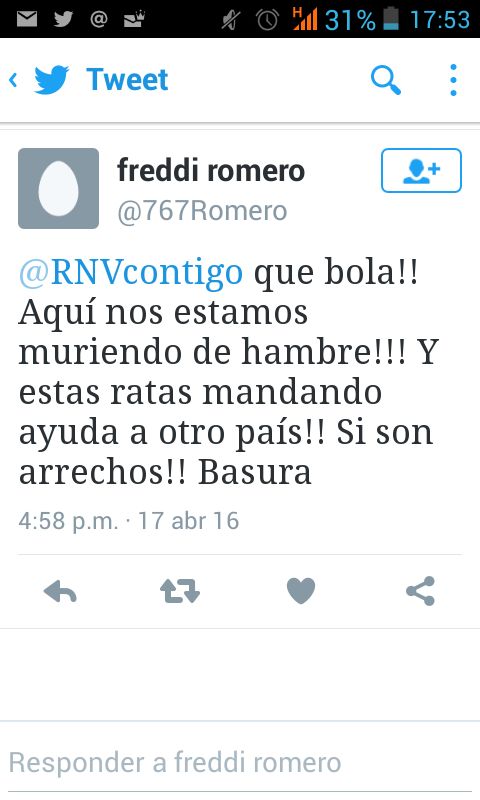 H 31% 17:53
Tweet
freddi romero
@767Romero
@RNVcontigo que bola!!
Aquí nos estamos
muriendo de hambre!!! Y
estas ratas mandando
ayuda a otro país!! Si son
arrechos!! Basura
4:58 p.m. · 17 abr 16
Responder a freddi romero